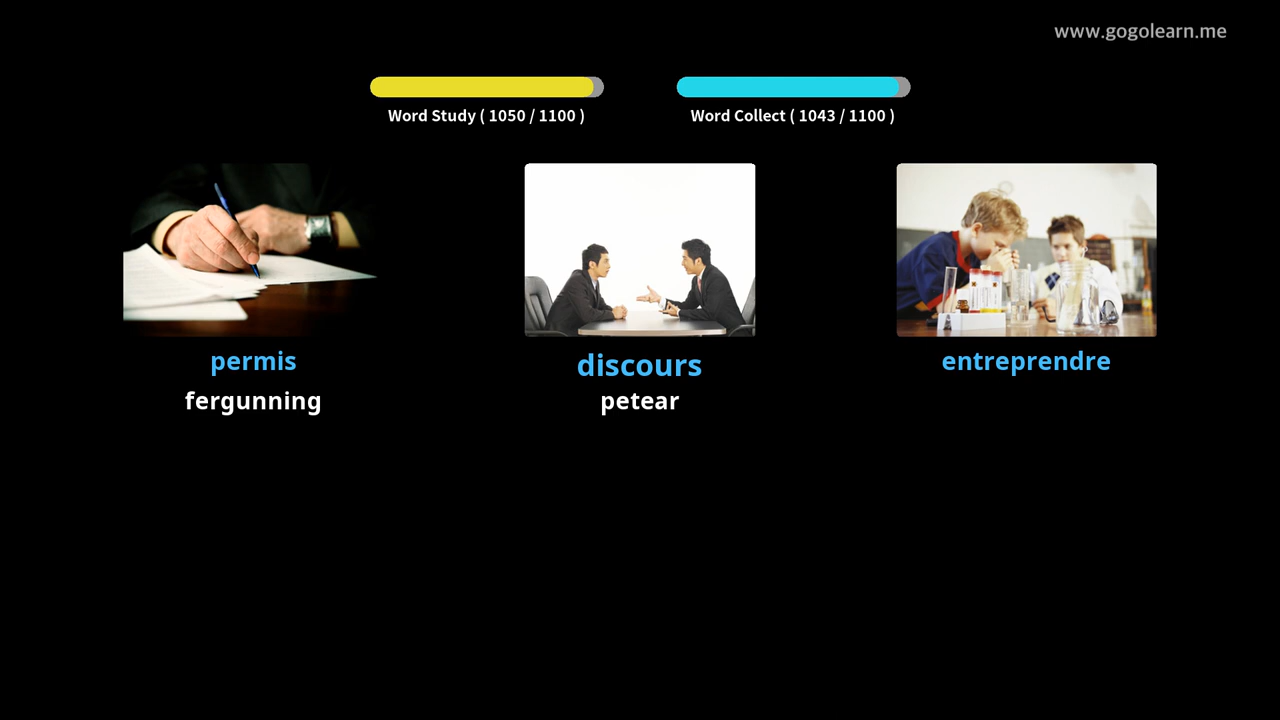 www.gogolearn.me
Word Study ( 1050 / 1100 )
Word Collect ( 1043 / 1100 )
permis
discours
entreprendre
fergunning
petear